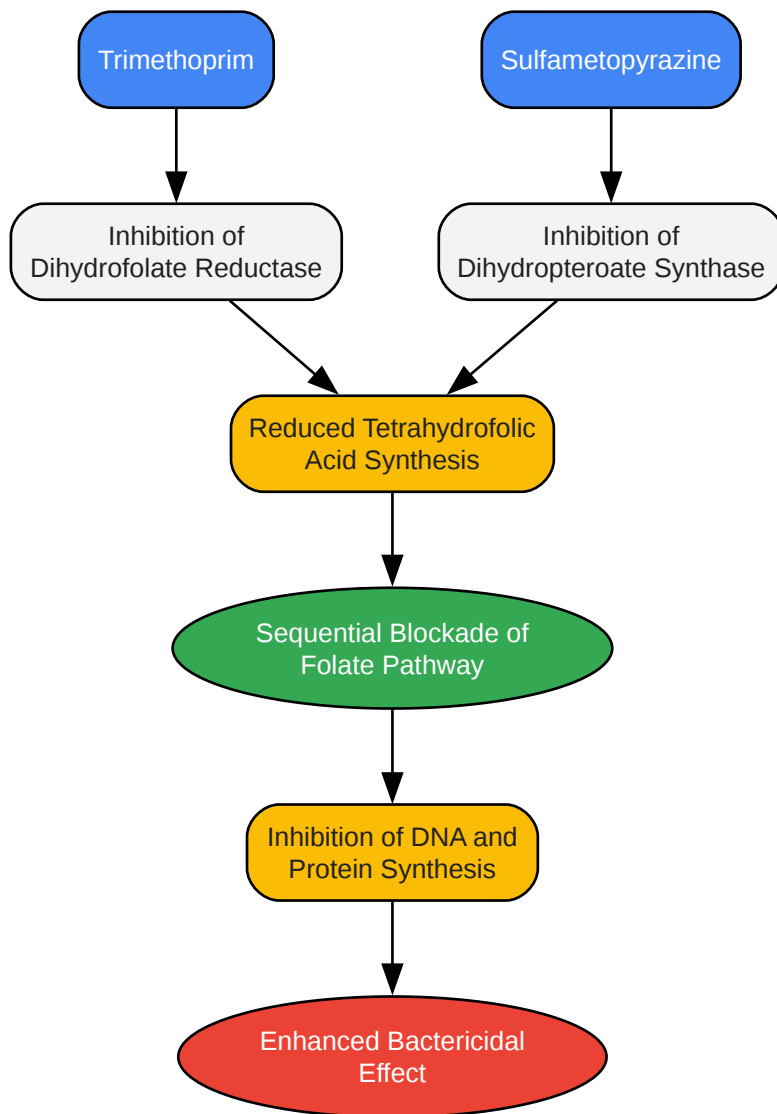 Trimethoprim
Sulfametopyrazine
Inhibition of
Dihydrofolate Reductase
Inhibition of
Dihydropteroate Synthase
Reduced Tetrahydrofolic
Acid Synthesis
Sequential Blockade of
Folate Pathway
Inhibition of DNA and
Protein Synthesis
Enhanced Bactericidal
Effect